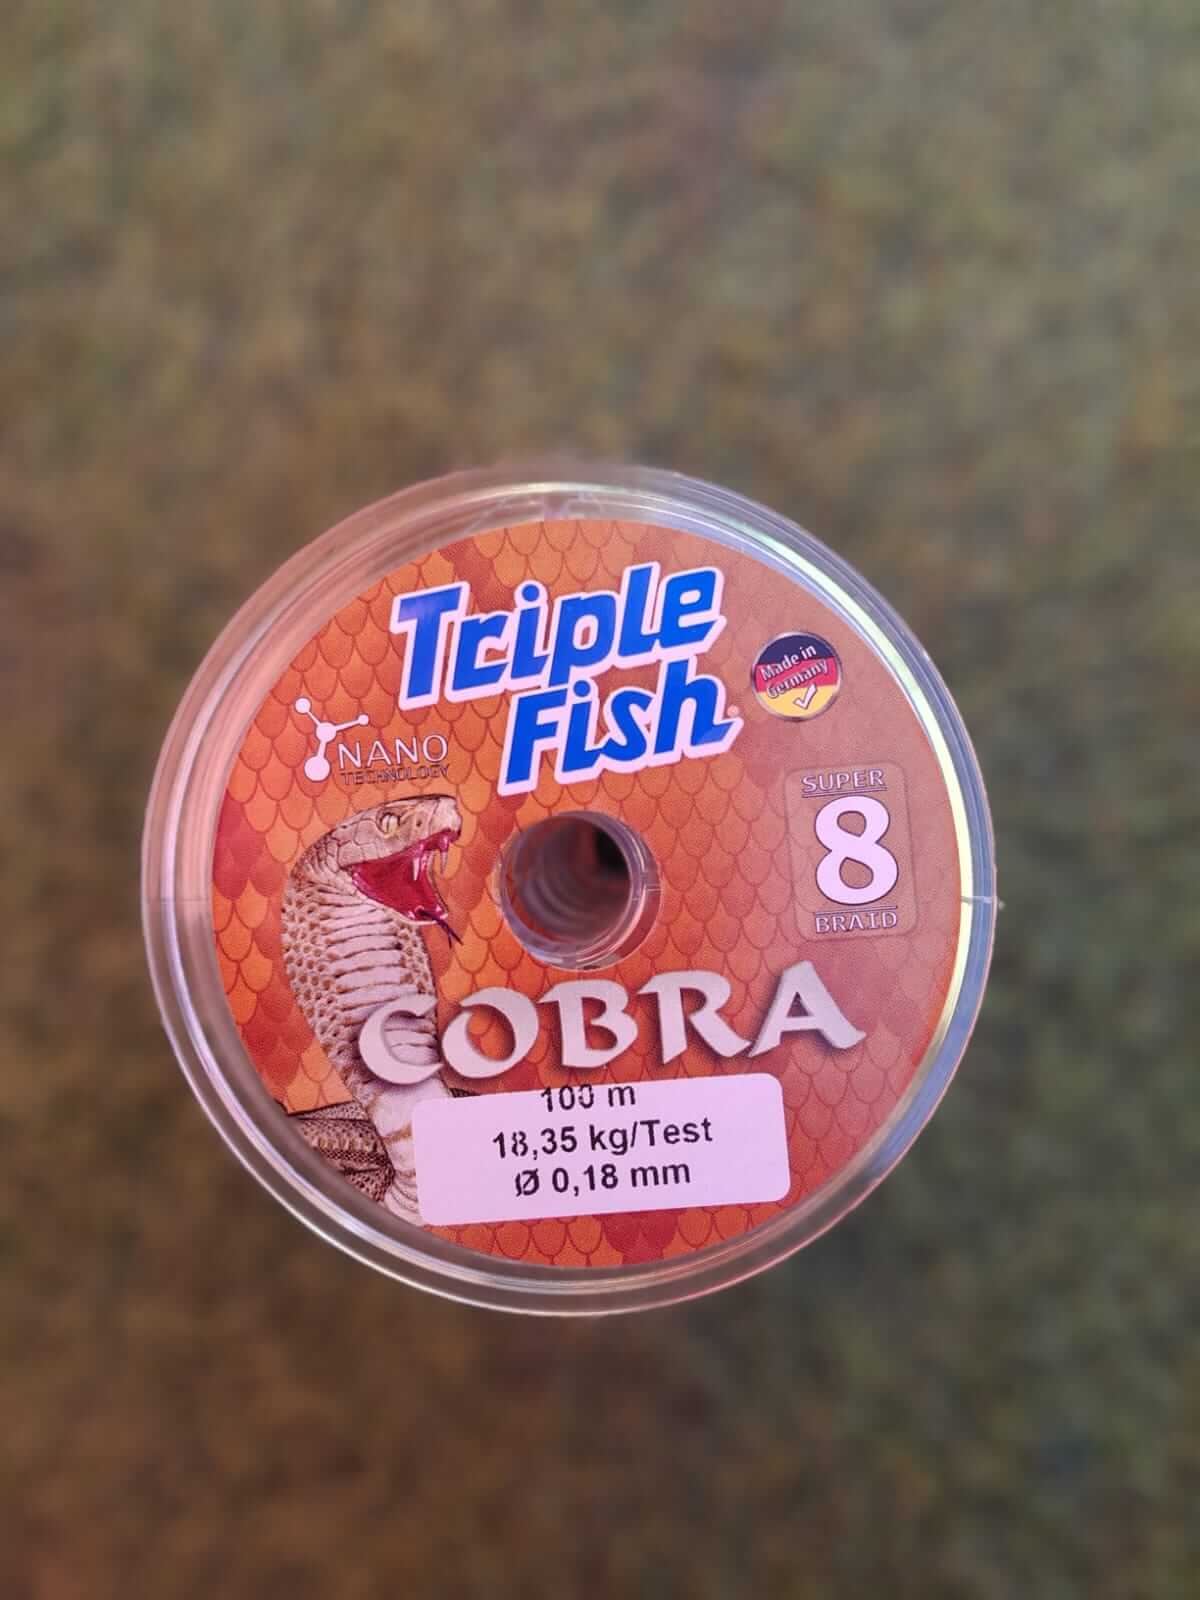 Triple
Fish
Made in
Germany
NANO
TECHNOLOGY
SUPER
8
BRAID
COBRA
100 m
18,35 kg/Test
Ø 0,18 mm